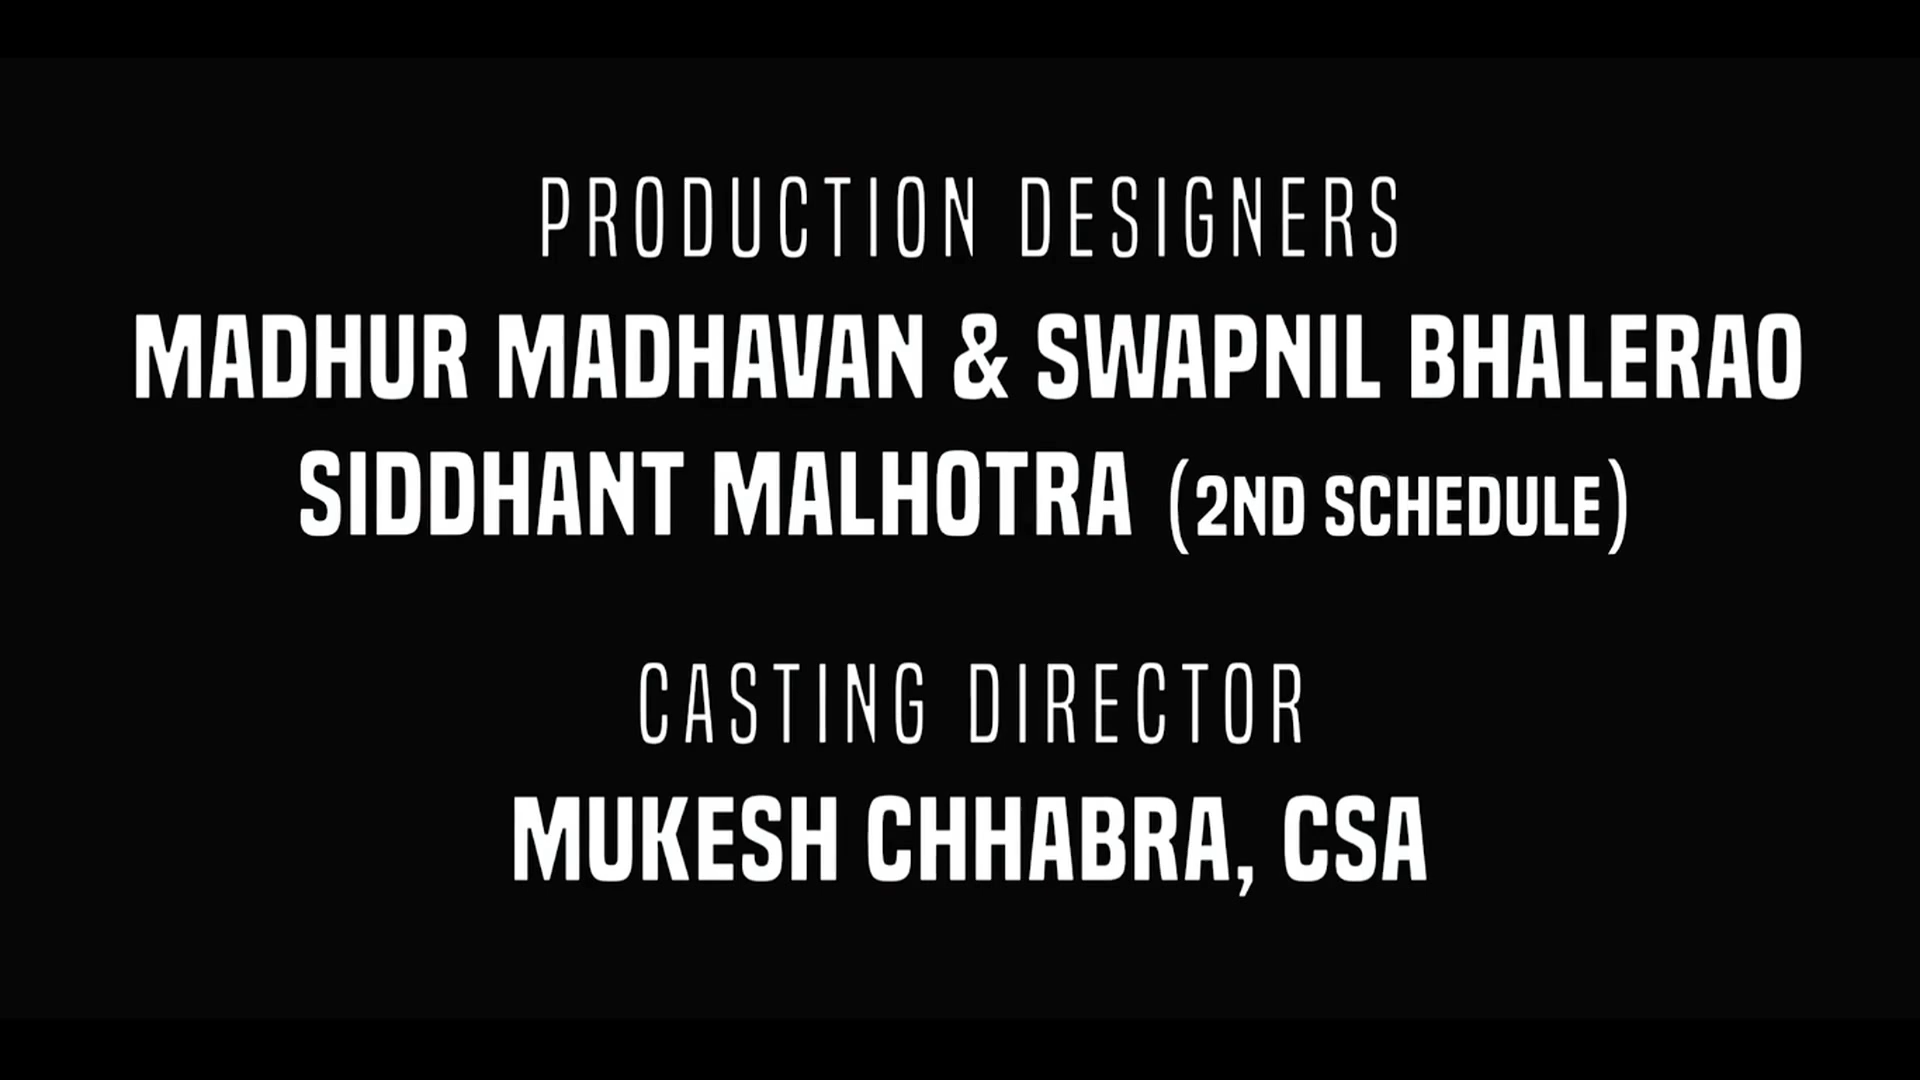 PRODUCTION DESIGNERS
MADHUR MADHAVAN & SWAPNIL BHALERAO
SIDDHANT MALHOTRA (2ND SCHEDULE)
CASTING DIRECTOR
MUKESH CHHABRA, CSA